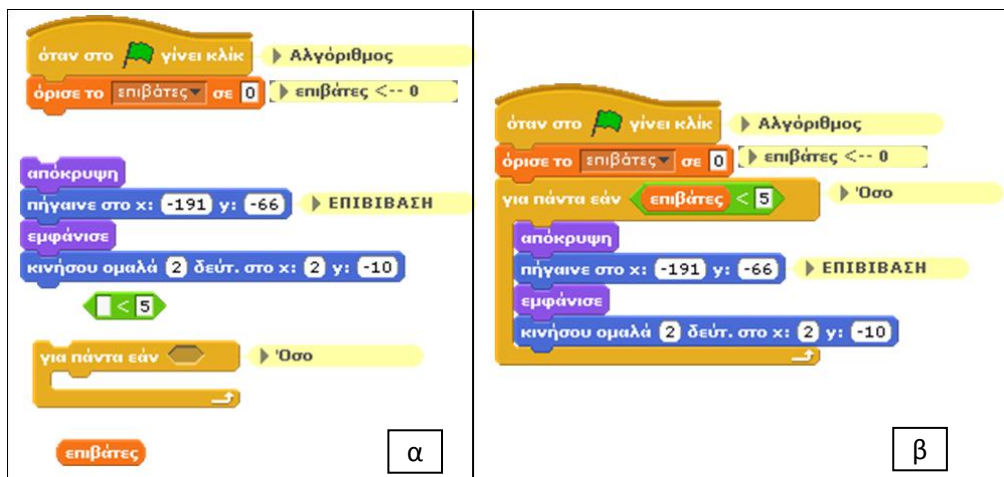 όταν στο γίνει κλίκ Αλγόριθμος
όρισε το επιβάτες σε 0 επιβάτες <-- 0
απόκρυψη
πήγαινε στο x: -191 y: -66 ΕΠΙΒΙΒΑΣΗ
εμφάνισε
κινήσου ομαλά 2 δεύτ. στο x: 2 y: -10
< 5
για πάντα εάν Όσο
επιβάτες
α
όταν στο γίνει κλίκ Αλγόριθμος
όρισε το επιβάτες σε 0 επιβάτες <-- 0
για πάντα εάν επιβάτες < 5 Όσο
απόκρυψη
πήγαινε στο x: -191 y: -66 ΕΠΙΒΙΒΑΣΗ
εμφάνισε
κινήσου ομαλά 2 δεύτ. στο x: 2 y: -10
β